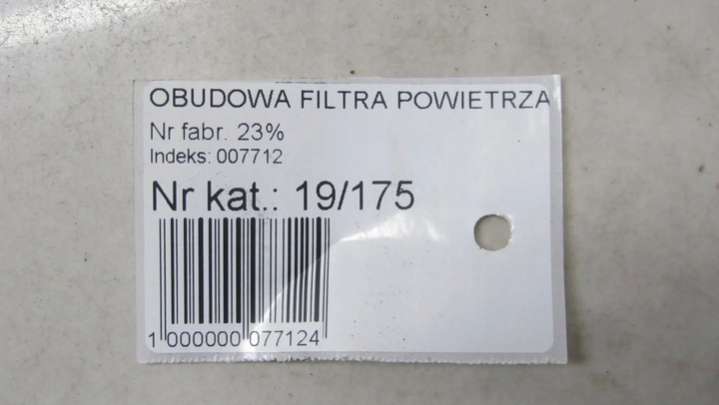 OBUDOWA FILTRA POWIETRZA
Nr fabr. 23%
Indeks: 007712
Nr kat.: 19/175
1 000000 077124